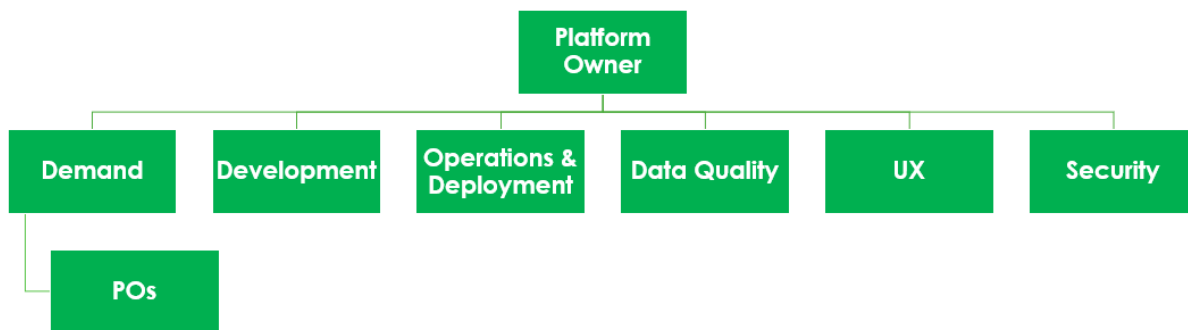 Platform
Owner
Demand
Development
Operations &
Deployment
Data Quality
UX
Security
POs